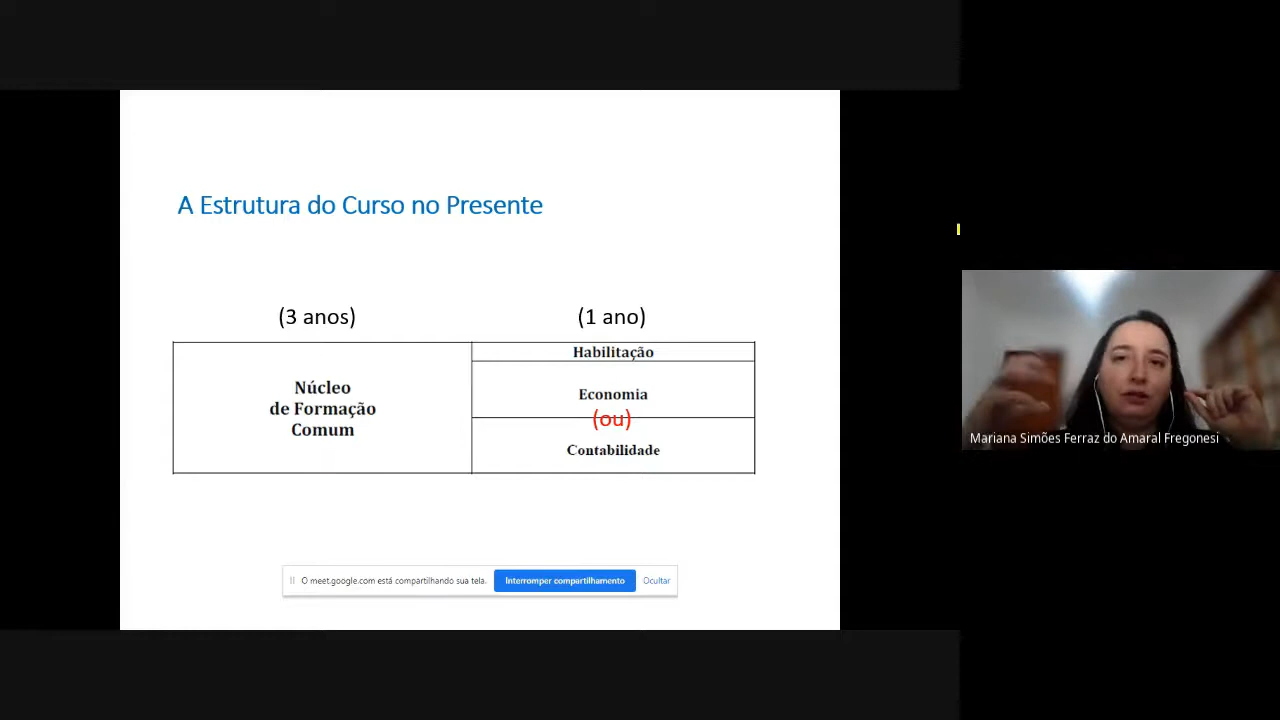 A Estrutura do Curso no Presente
(3 anos)
(1 ano)
Núcleo
de Formação
Comum
Habilitação
Economia
(ou)
Contabilidade
O meet.google.com está compartilhando sua tela.
Interromper compartilhamento
Ocultar
Mariana Simões Ferraz do Amaral Fregonesi